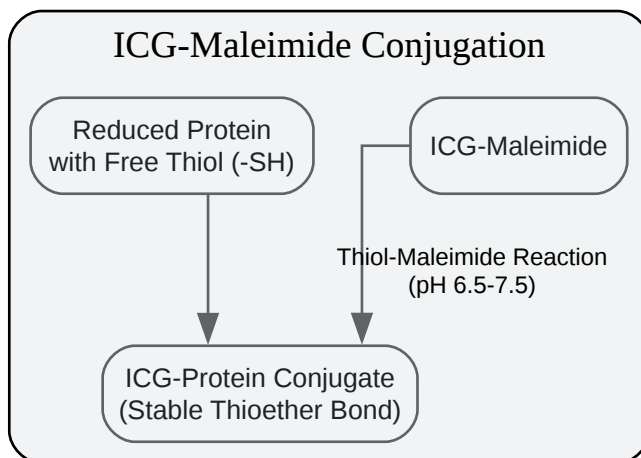 ICG-Maleimide Conjugation
Reduced Protein
with Free Thiol (-SH)
ICG-Maleimide
Thiol-Maleimide Reaction
(pH 6.5-7.5)
ICG-Protein Conjugate
(Stable Thioether Bond)